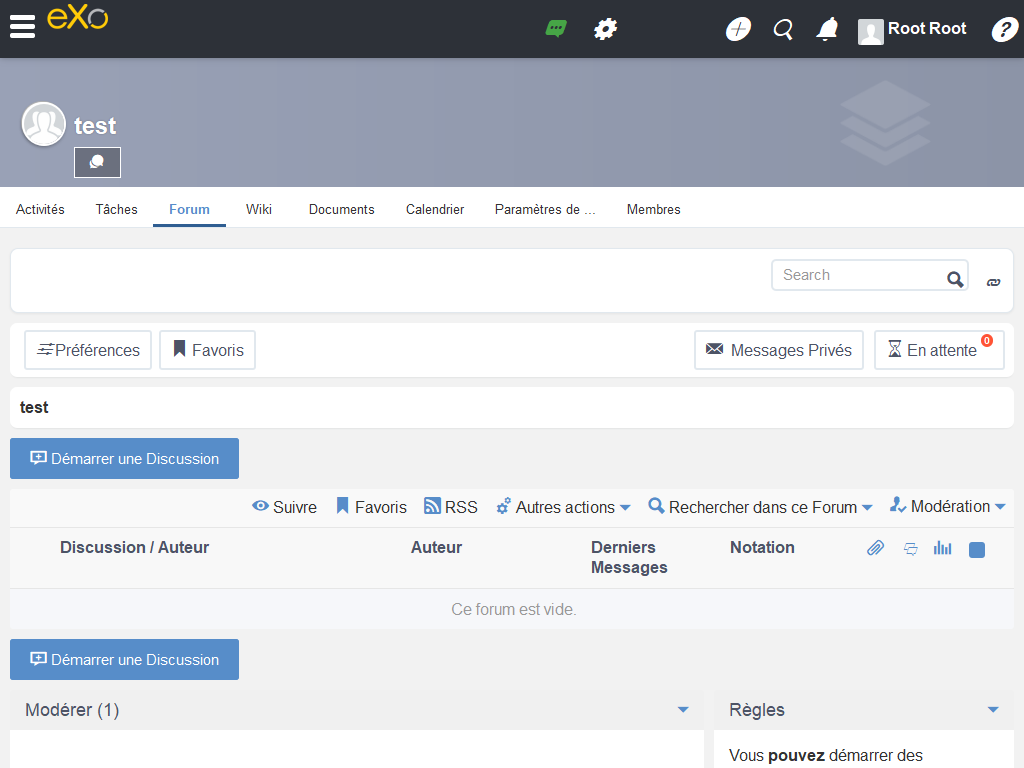 eXo
Root Root
?
test
Activités Tâches Forum Wiki Documents Calendrier Paramètres de ... Membres
Search
Préférences Favoris Messages Privés En attente 0
test
Démarrer une Discussion
Suivre Favoris RSS Autres actions Rechercher dans ce Forum Modération
Discussion / Auteur Auteur Derniers Messages Notation
Ce forum est vide.
Démarrer une Discussion
Modérer (1) Règles
Vous pouvez démarrer des